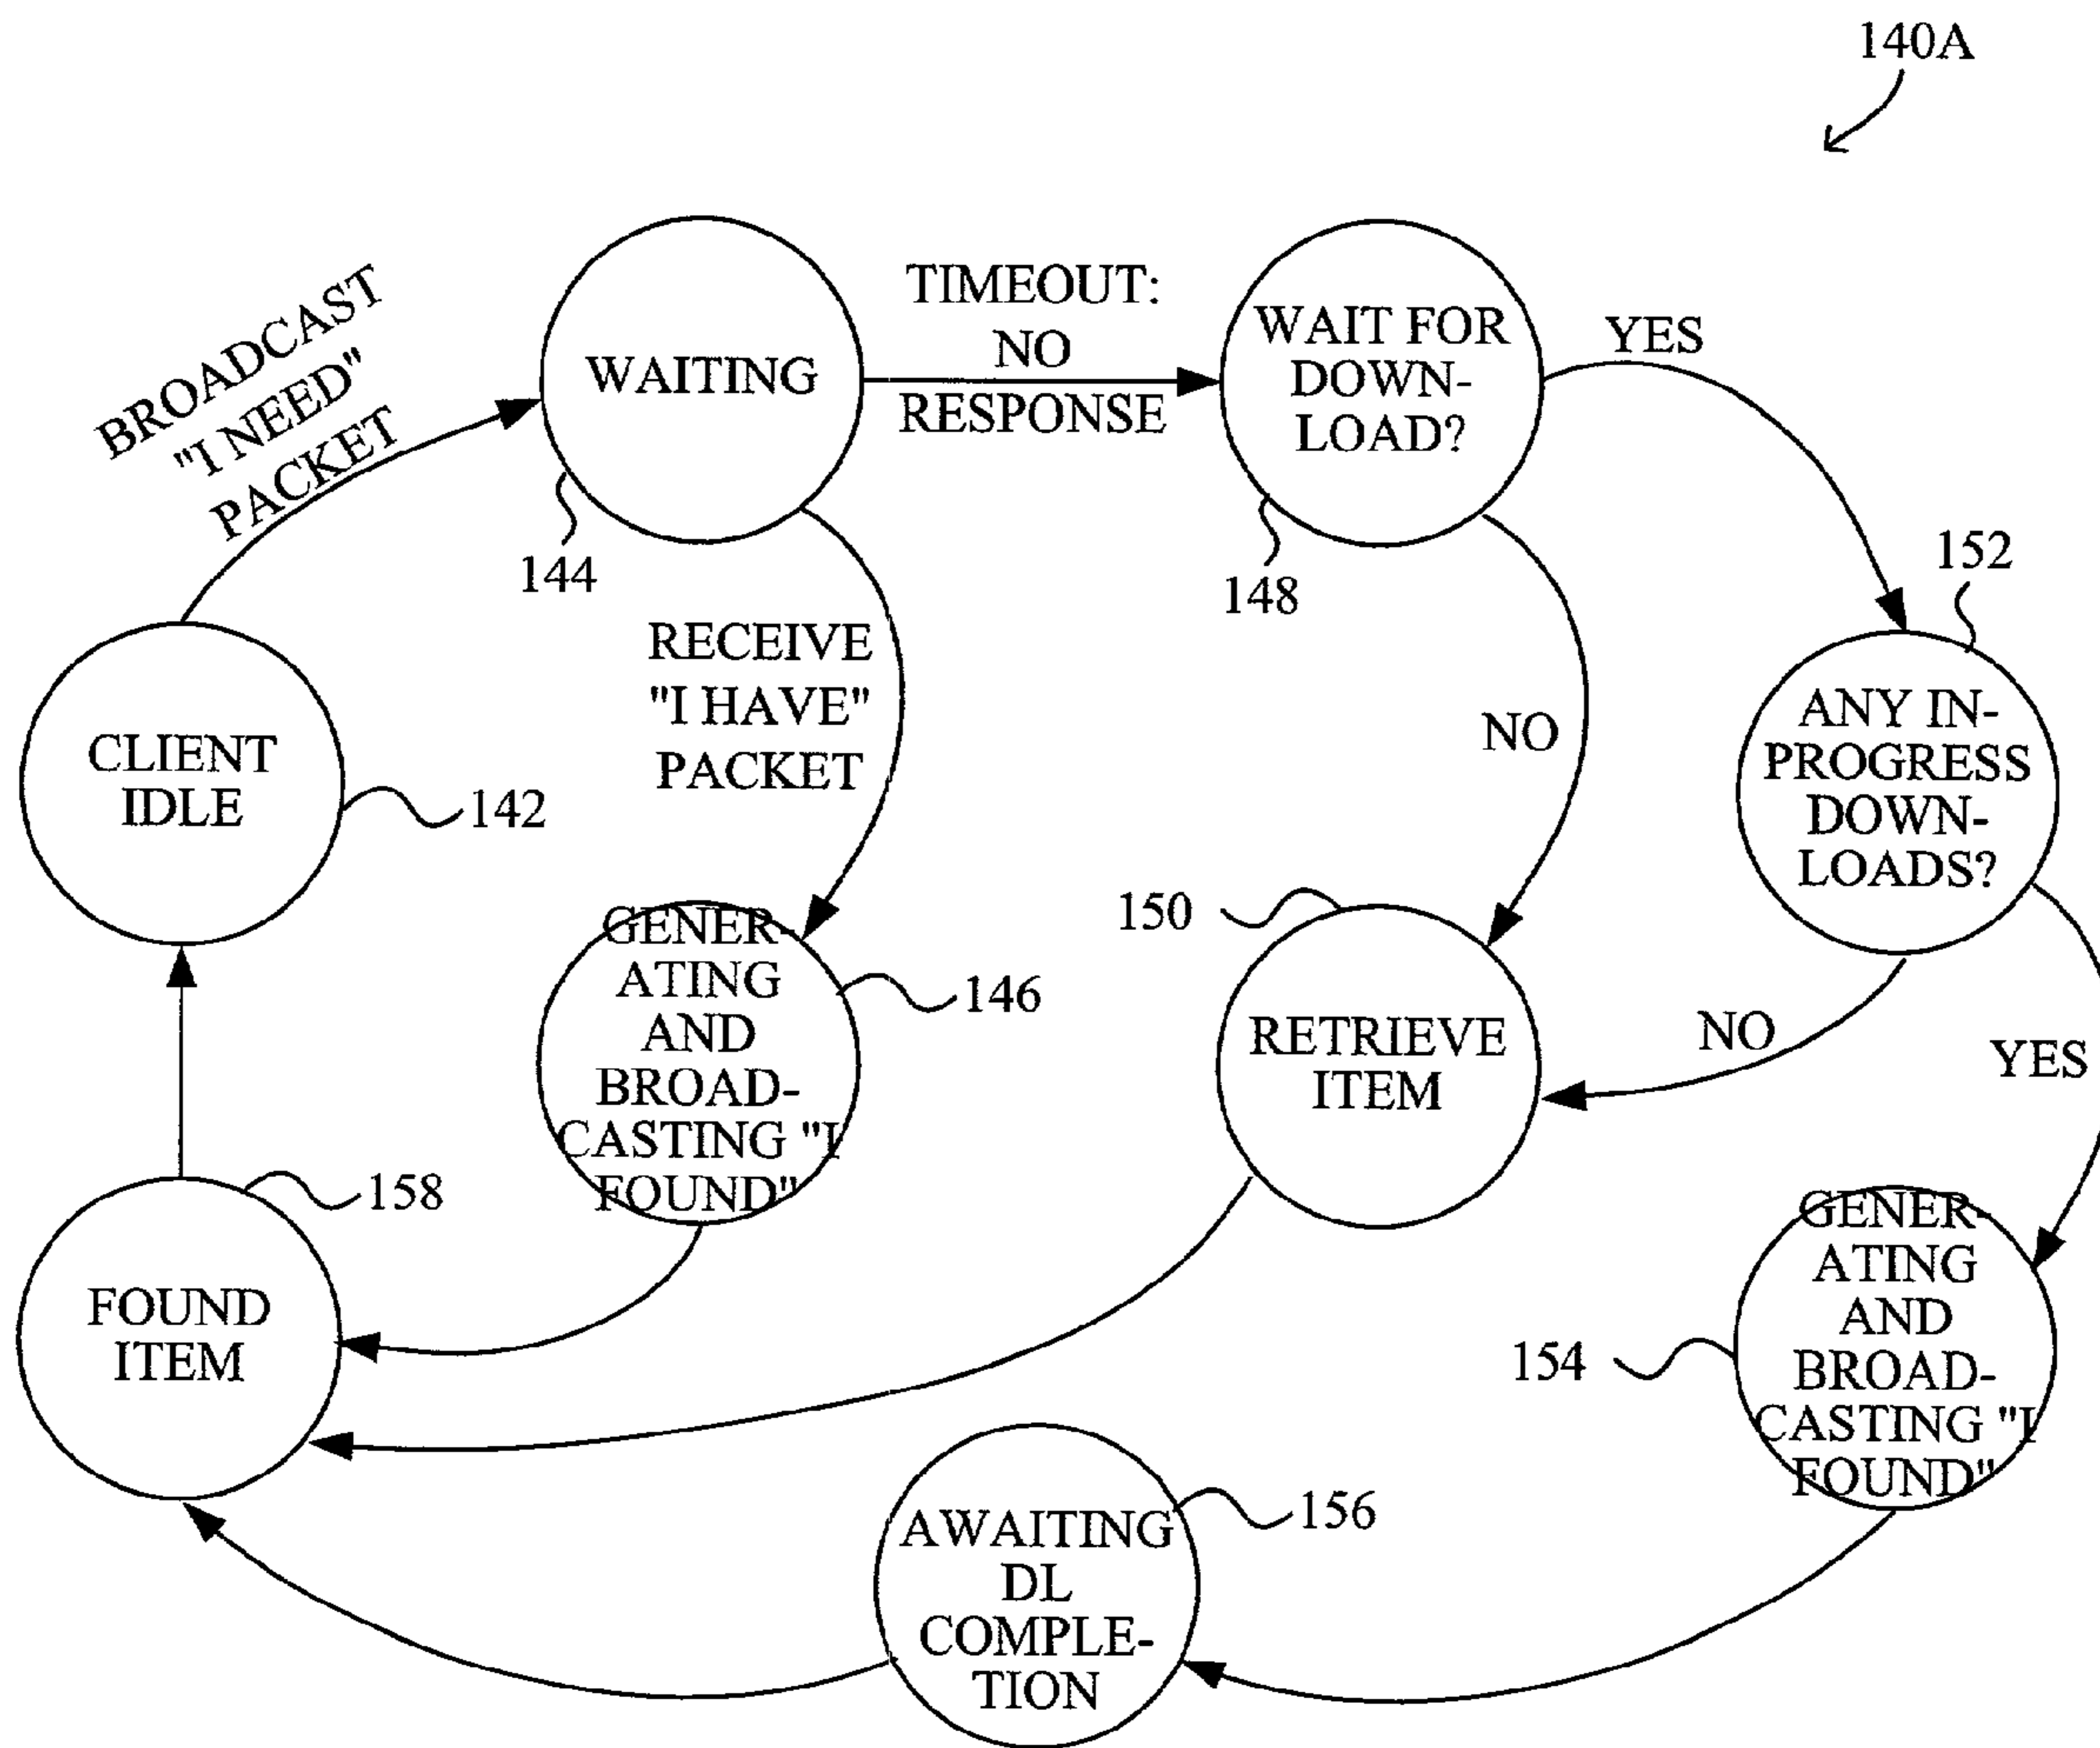 140A
BROADCAST
"I NEED"
PACKET
WAITING
144
TIMEOUT:
NO
RESPONSE
WAIT FOR
DOWN-
LOAD?
148
YES
152
ANY IN-
PROGRESS
DOWN-
LOADS?
CLIENT
IDLE
142
RECEIVE
"I HAVE"
PACKET
NO
150
RETRIEVE
ITEM
NO
YES
GENER-
ATING
AND
BROAD-
CASTING "I
FOUND"
146
158
FOUND
ITEM
GENER-
ATING
AND
BROAD-
CASTING "I
FOUND"
154
AWAITING
DL
COMPLE-
TION
156